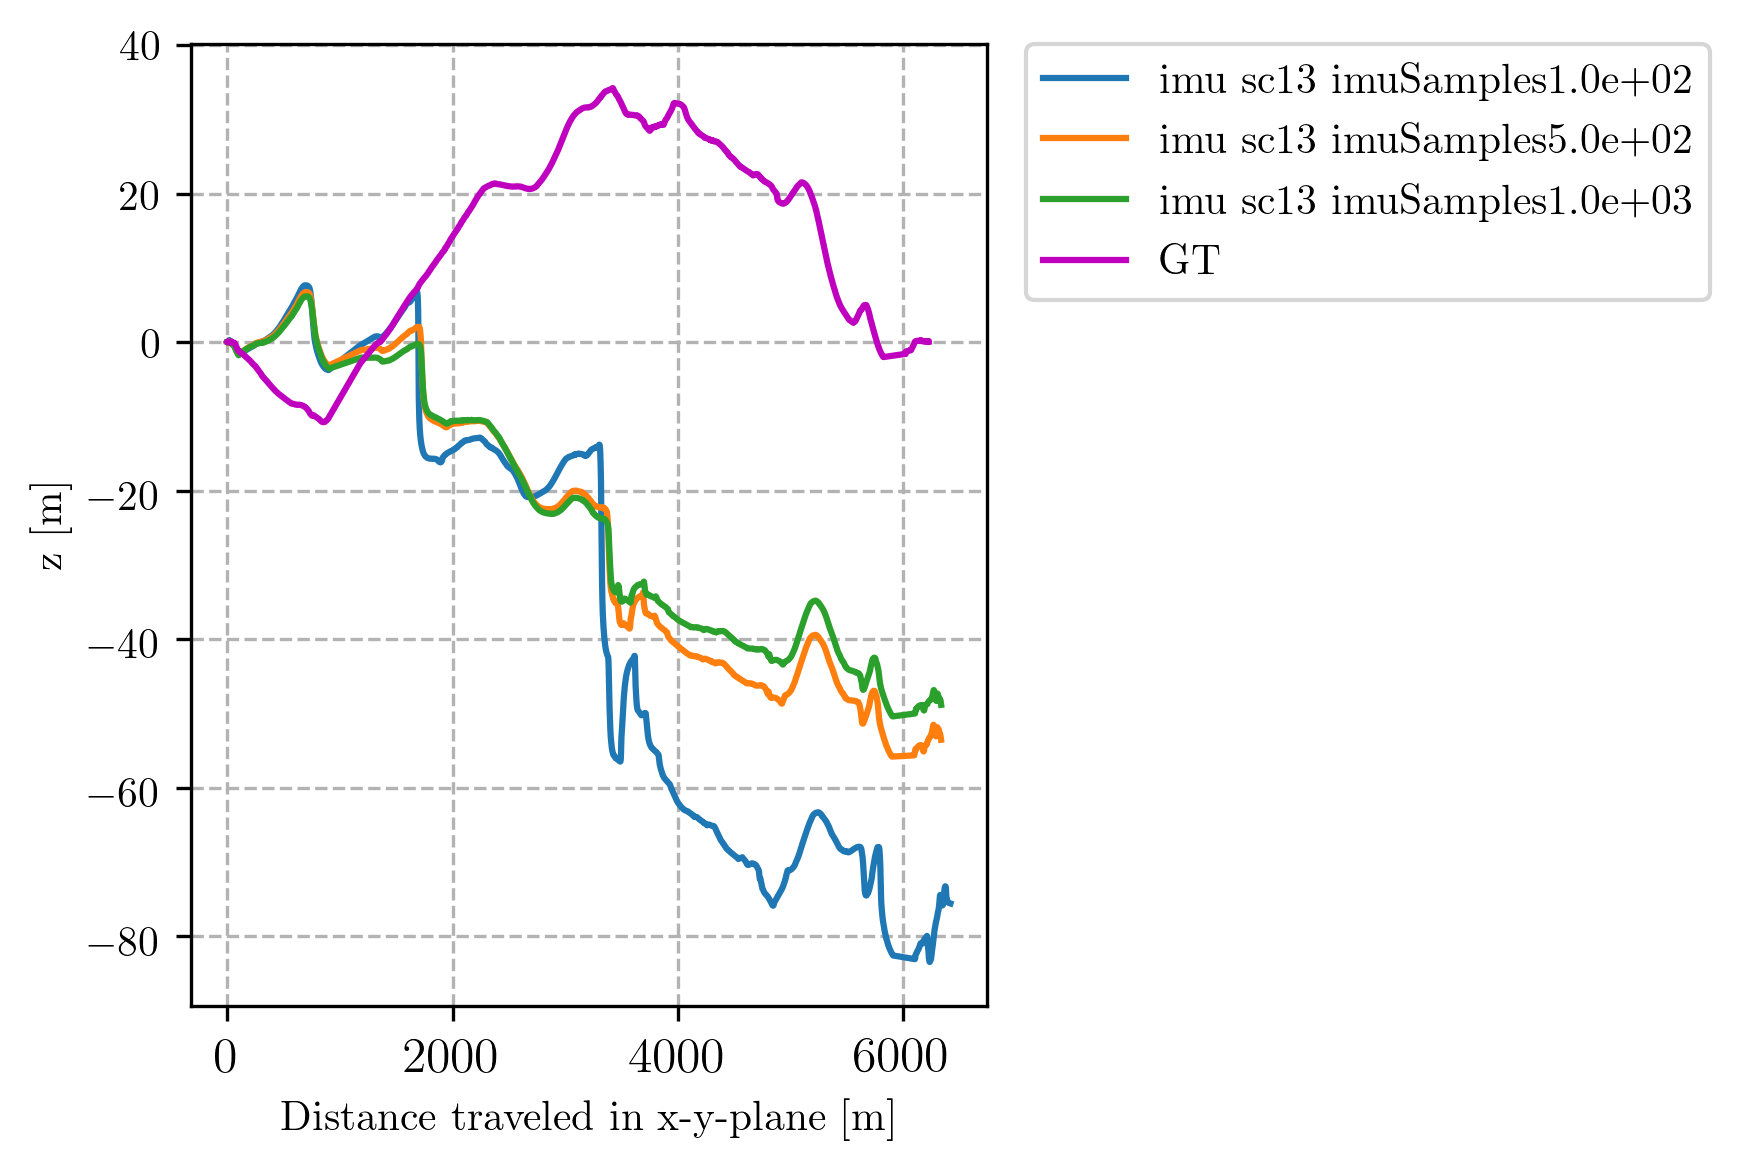 40
20
0
−20
−40
−60
−80
z [m]
0 2000 4000 6000
Distance traveled in x-y-plane [m]
imu sc13 imuSamples1.0e+02
imu sc13 imuSamples5.0e+02
imu sc13 imuSamples1.0e+03
GT